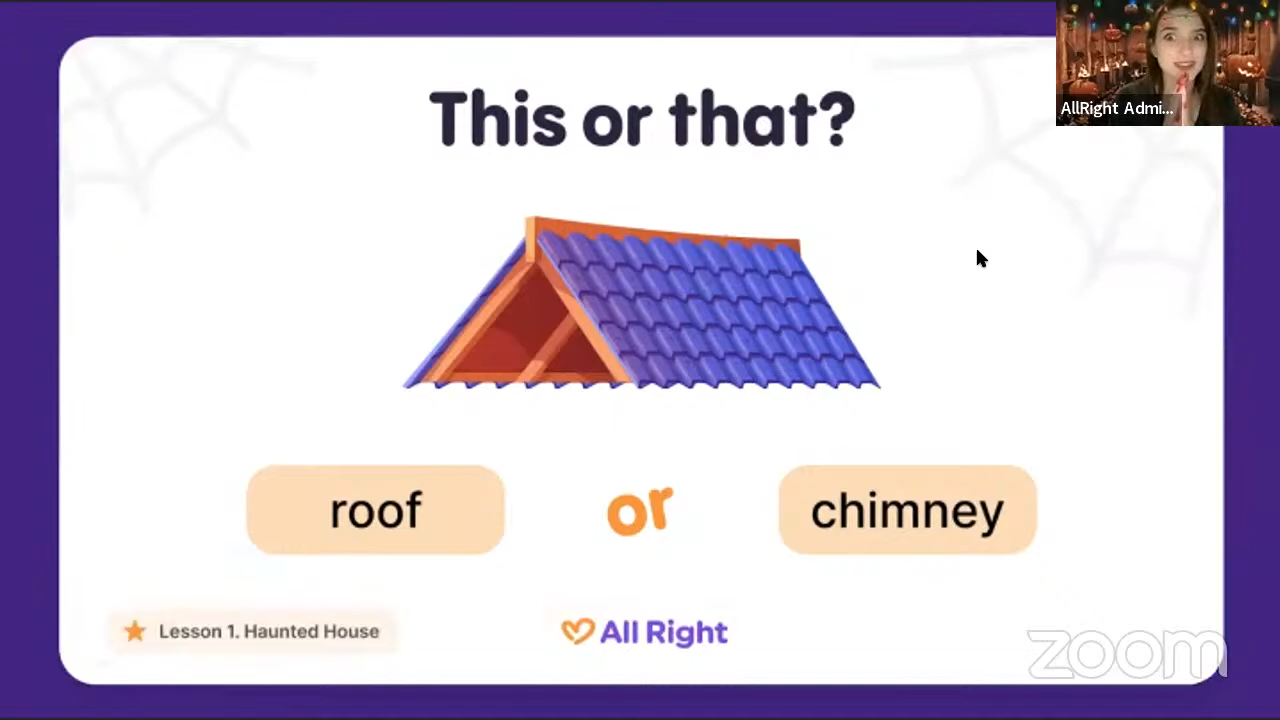 This or that?
AllRight Admi...
roof or chimney
Lesson 1. Haunted House
All Right
zoom